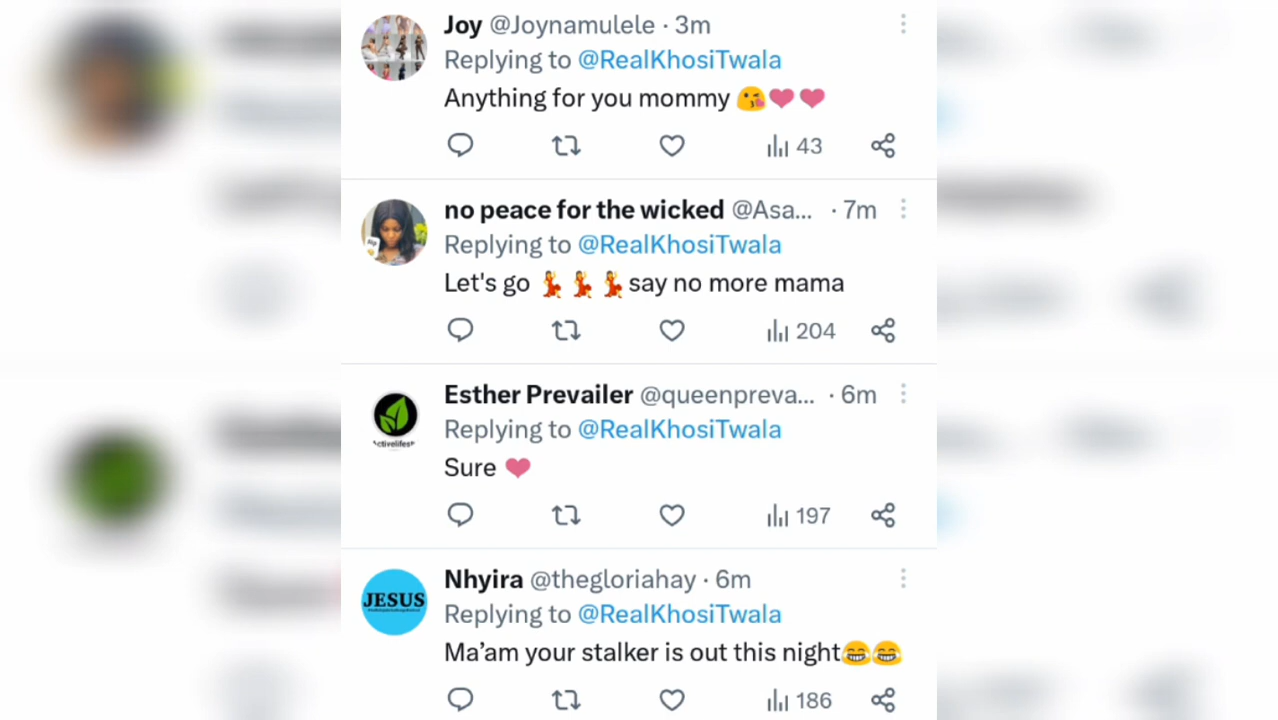 Joy @Joynamulele · 3m
Replying to @RealKhosiTwala
Anything for you mommy 😘❤️❤️
43
no peace for the wicked @Asa... · 7m
Replying to @RealKhosiTwala
Let's go 💃💃💃say no more mama
204
Esther Prevailer @queenpreva... · 6m
Replying to @RealKhosiTwala
Sure ❤️
197
JESUS
Nhyira @thegloriahay · 6m
Replying to @RealKhosiTwala
Ma’am your stalker is out this night😂😂
186